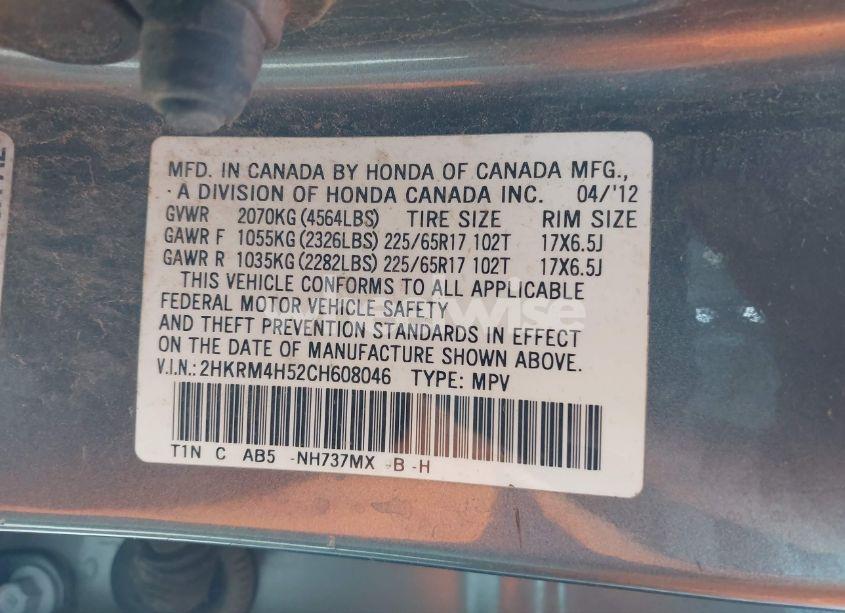 MFD. IN CANADA BY HONDA OF CANADA MFG.,
A DIVISION OF HONDA CANADA INC. 04/'12
GVWR 2070KG(4564LBS) TIRE SIZE RIM SIZE
GAWR F 1055KG(2326LBS) 225/65R17 102T 17X6.5J
GAWR R 1035KG(2282LBS) 225/65R17 102T 17X6.5J
THIS VEHICLE CONFORMS TO ALL APPLICABLE
FEDERAL MOTOR VEHICLE SAFETY
AND THEFT PREVENTION STANDARDS IN EFFECT
ON THE DATE OF MANUFACTURE SHOWN ABOVE.
V.I.N.: 2HKRM4H52CH608046 TYPE: MPV
T1N C AB5 -NH737MX -B -H